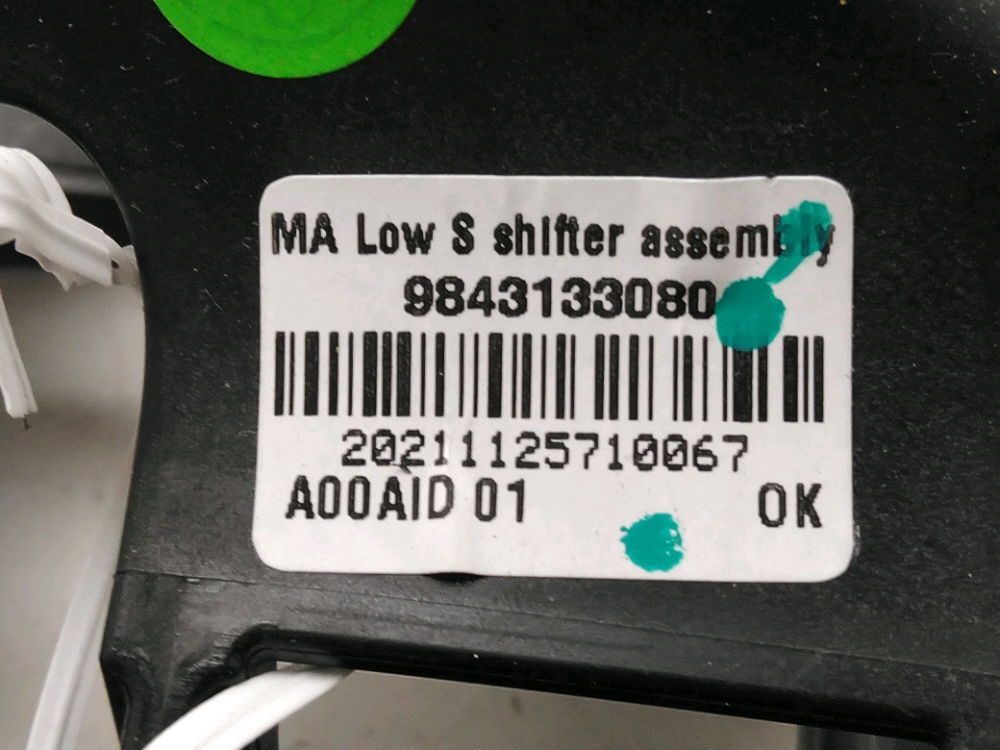 MA Low S shifter assembly
9843133080
20211125710067
A00AID 01
OK